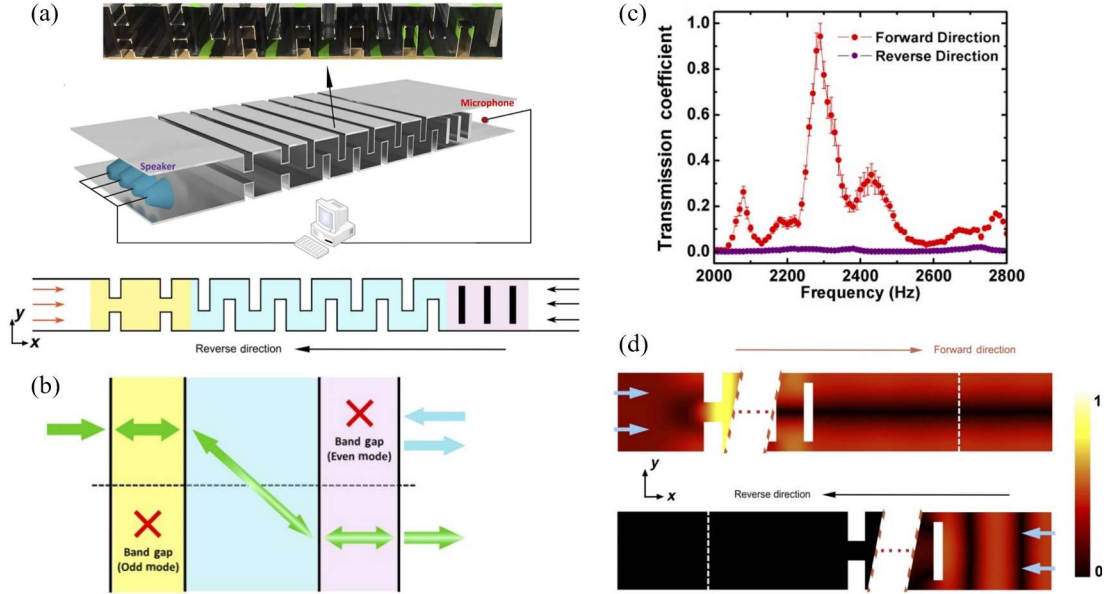 (a)
Speaker
Microphone
y
x
Reverse direction
(b)
Band gap
(Even mode)
Band gap
(Odd mode)
(c)
Transmission coefficient
1.0
0.8
0.6
0.4
0.2
0.0
Forward Direction
Reverse Direction
2000 2200 2400 2600 2800
Frequency (Hz)
(d)
Forward direction
y
x
Reverse direction
1
0